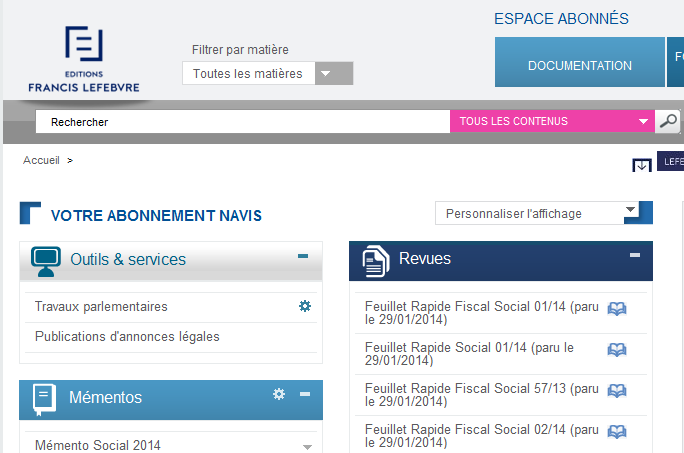 ESPACE ABONNÉS
Filtrer par matière
Toutes les matières
DOCUMENTATION
EDITIONS
FRANCIS LEFEBVRE
Rechercher
TOUS LES CONTENUS
Accueil >
LEFE
VOTRE ABONNEMENT NAVIS
Personnaliser l'affichage
Outils & services
Travaux parlementaires
Publications d'annonces légales
Mémentos
Mémento Social 2014
Revues
Feuillet Rapide Fiscal Social 01/14 (paru
le 29/01/2014)
Feuillet Rapide Social 01/14 (paru le
29/01/2014)
Feuillet Rapide Fiscal Social 57/13 (paru
le 29/01/2014)
Feuillet Rapide Fiscal Social 02/14 (paru
le 29/01/2014)